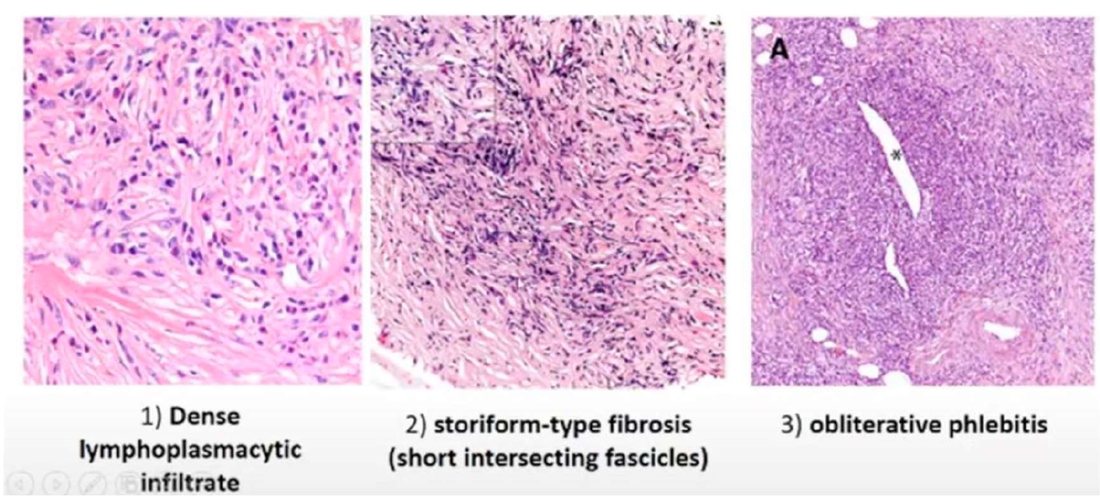 A
*
1) Dense
lymphoplasmacytic
infiltrate
2) storiform-type fibrosis
(short intersecting fascicles)
3) obliterative phlebitis